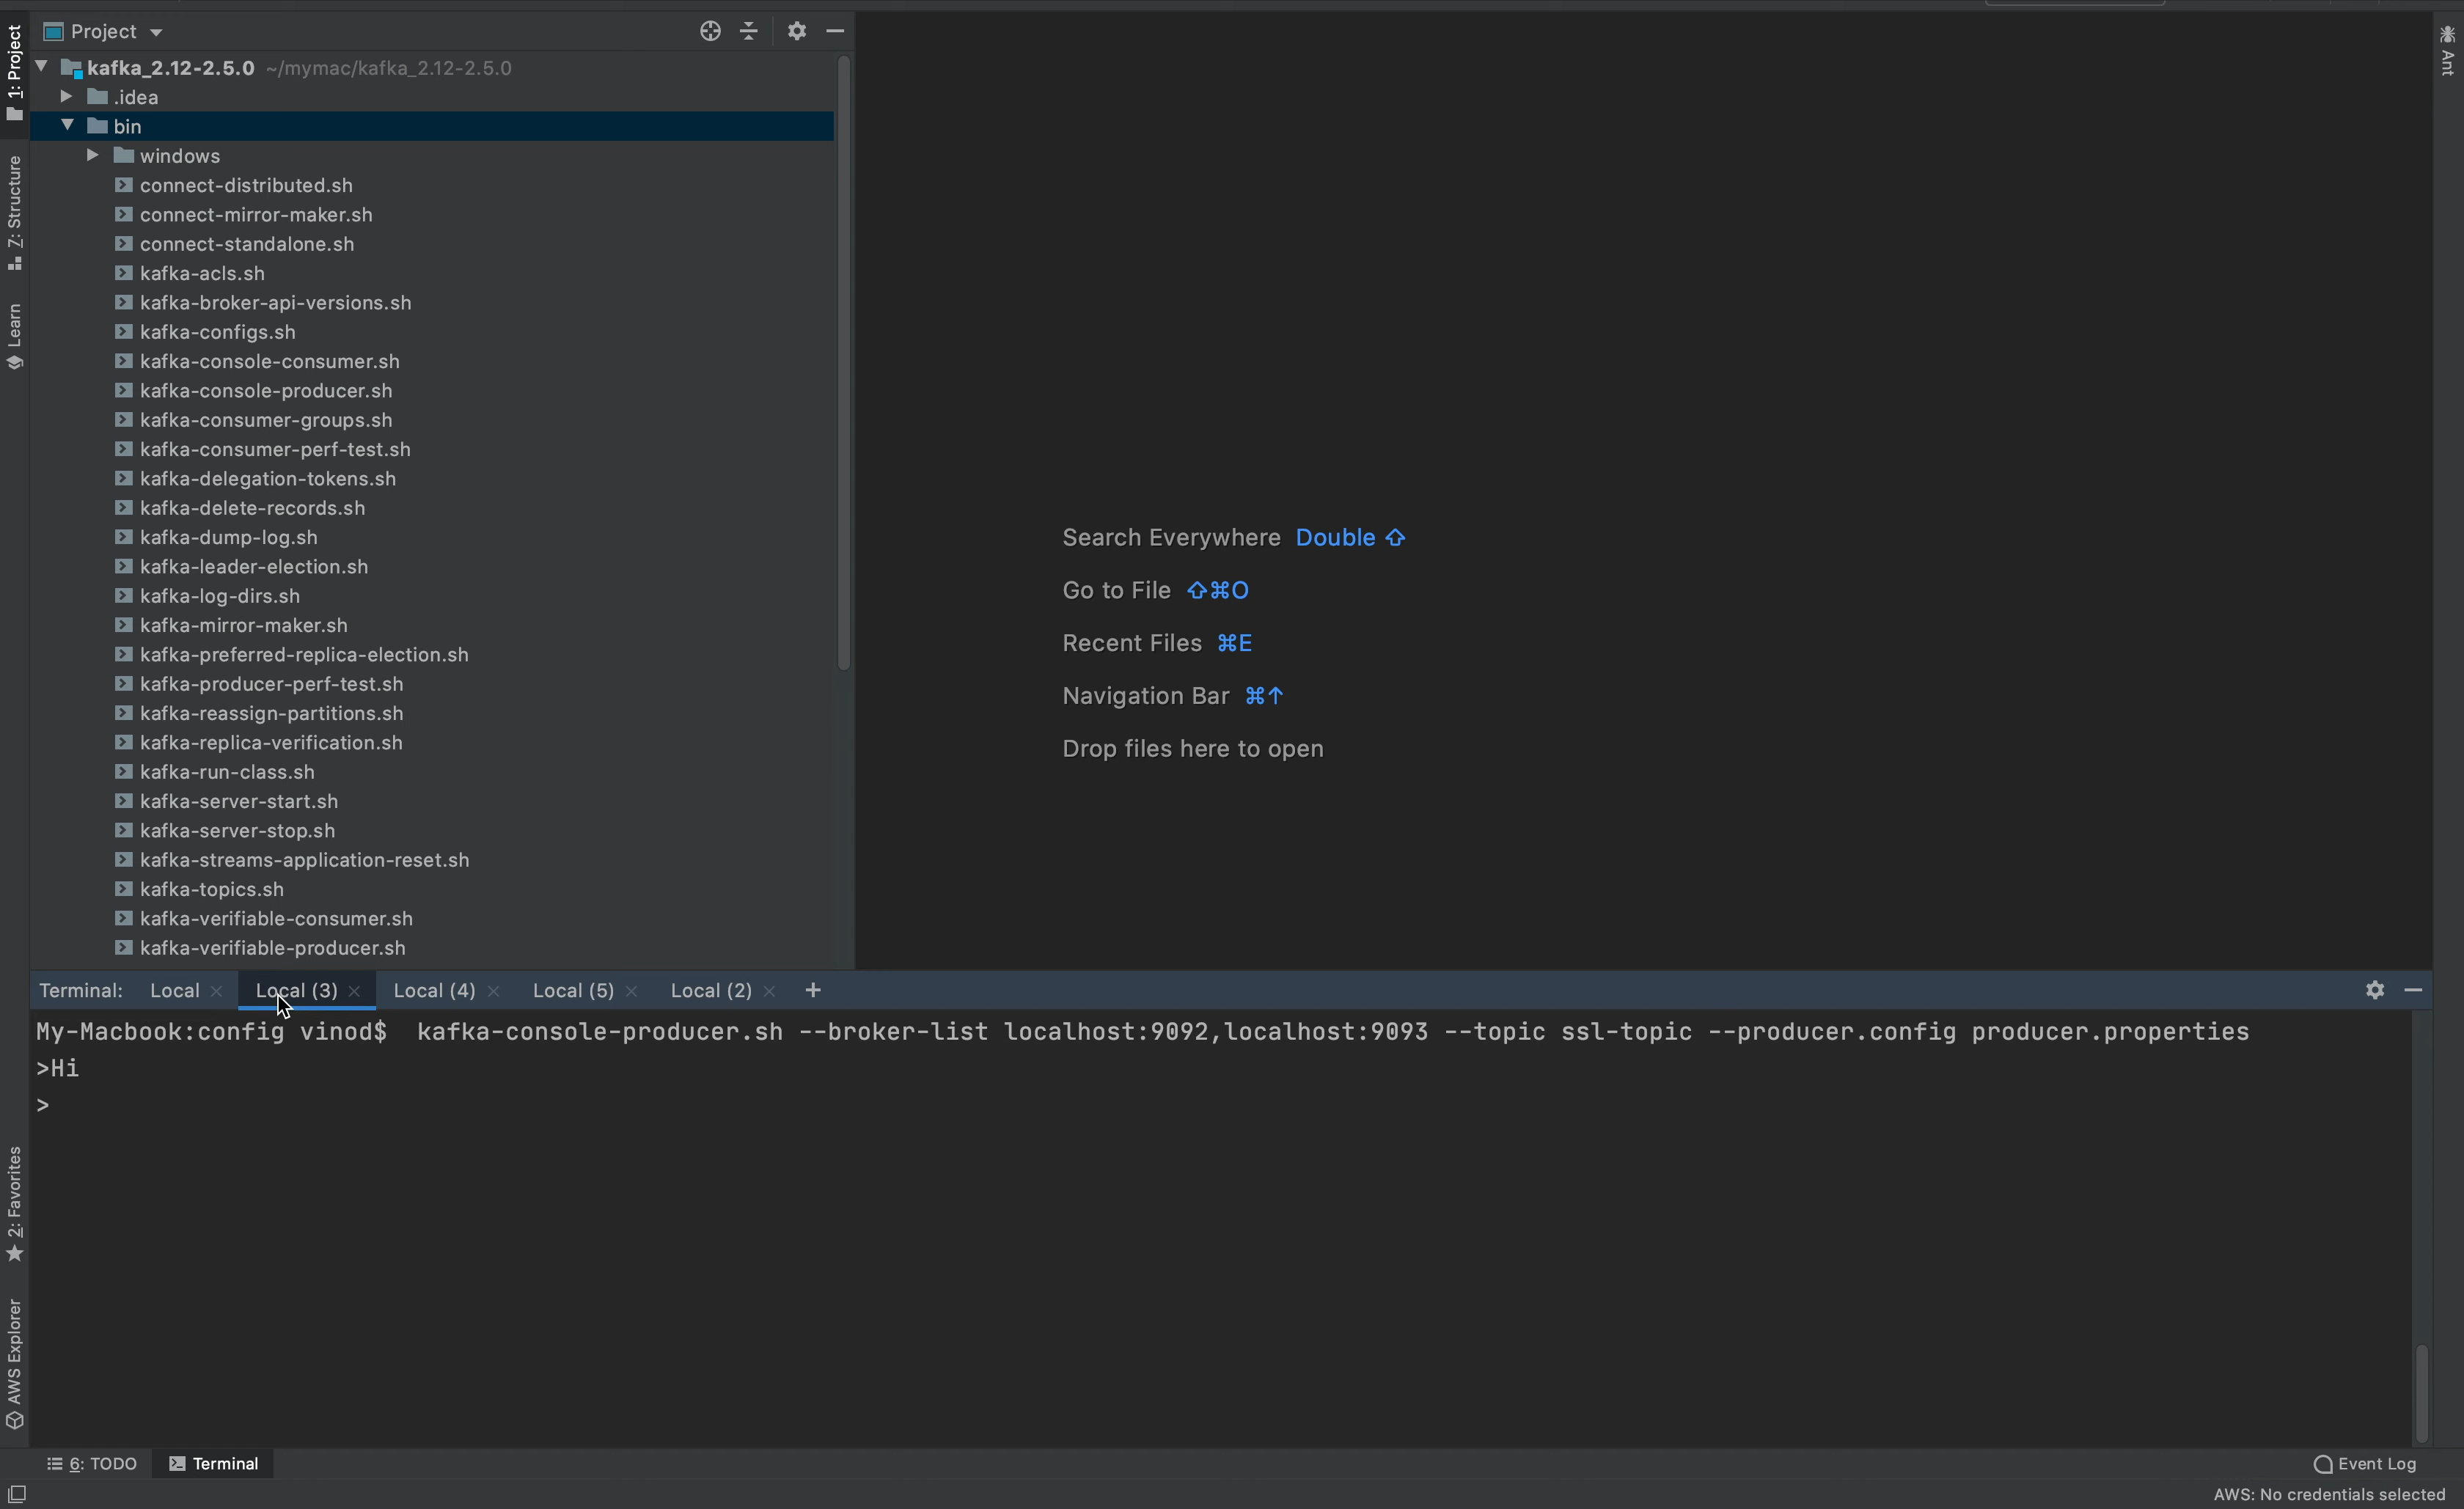 Project
kafka_2.12-2.5.0 ~/mymac/kafka_2.12-2.5.0
.idea
bin
windows
connect-distributed.sh
connect-mirror-maker.sh
connect-standalone.sh
kafka-acls.sh
kafka-broker-api-versions.sh
kafka-configs.sh
kafka-console-consumer.sh
kafka-console-producer.sh
kafka-consumer-groups.sh
kafka-consumer-perf-test.sh
kafka-delegation-tokens.sh
kafka-delete-records.sh
kafka-dump-log.sh
kafka-leader-election.sh
kafka-log-dirs.sh
kafka-mirror-maker.sh
kafka-preferred-replica-election.sh
kafka-producer-perf-test.sh
kafka-reassign-partitions.sh
kafka-replica-verification.sh
kafka-run-class.sh
kafka-server-start.sh
kafka-server-stop.sh
kafka-streams-application-reset.sh
kafka-topics.sh
kafka-verifiable-consumer.sh
kafka-verifiable-producer.sh
1: Project
7: Structure
Learn
2: Favorites
AWS Explorer
Ant
Search Everywhere Double ⇧
Go to File ⇧⌘O
Recent Files ⌘E
Navigation Bar ⌘↑
Drop files here to open
Terminal: Local × Local (3) × Local (4) × Local (5) × Local (2) × +
My-Macbook:config vinod$  kafka-console-producer.sh --broker-list localhost:9092,localhost:9093 --topic ssl-topic --producer.config producer.properties
>Hi
>
6: TODO Terminal Event Log
AWS: No credentials selected